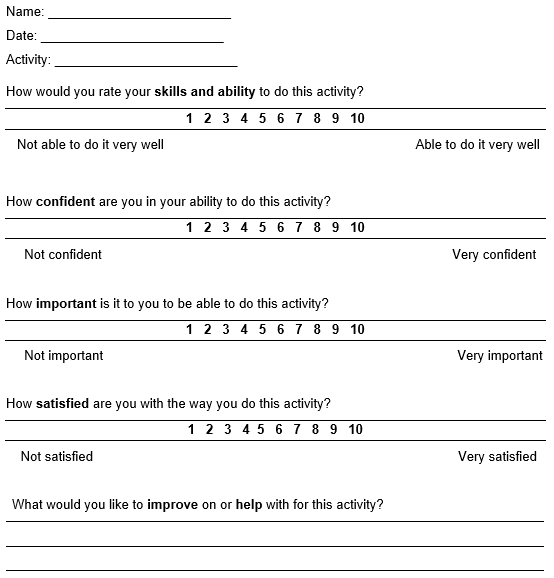 Name: _________________________
Date: _________________________
Activity: _________________________
How would you rate your skills and ability to do this activity?
1 2 3 4 5 6 7 8 9 10
Not able to do it very well Able to do it very well
How confident are you in your ability to do this activity?
1 2 3 4 5 6 7 8 9 10
Not confident Very confident
How important is it to you to be able to do this activity?
1 2 3 4 5 6 7 8 9 10
Not important Very important
How satisfied are you with the way you do this activity?
1 2 3 4 5 6 7 8 9 10
Not satisfied Very satisfied
What would you like to improve on or help with for this activity?